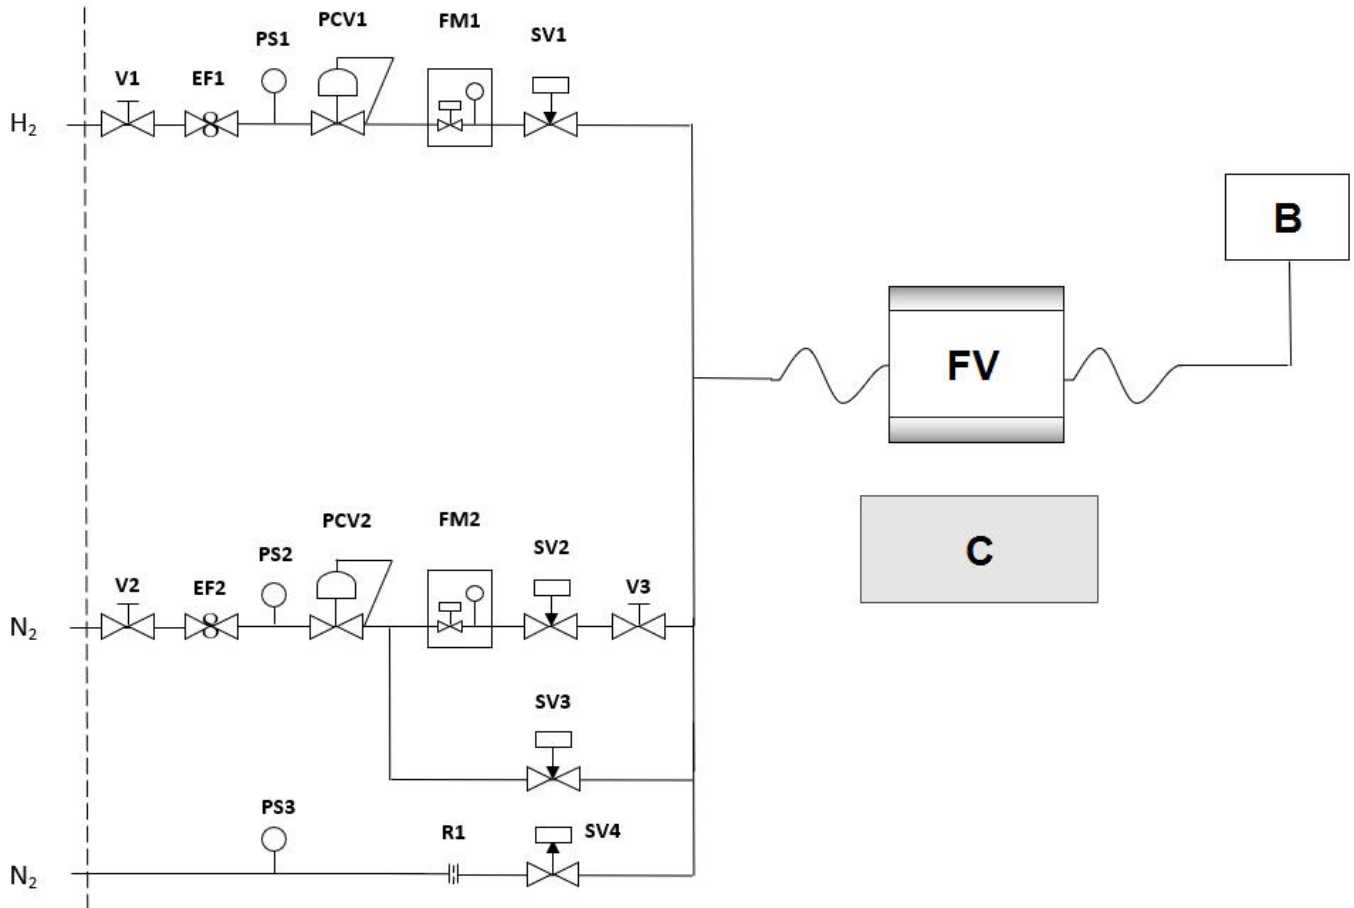 PCV1
FM1
SV1
PS1
V1
EF1
H₂
B
FV
PCV2
FM2
SV2
PS2
V2
EF2
V3
C
N₂
SV3
PS3
R1
SV4
N₂